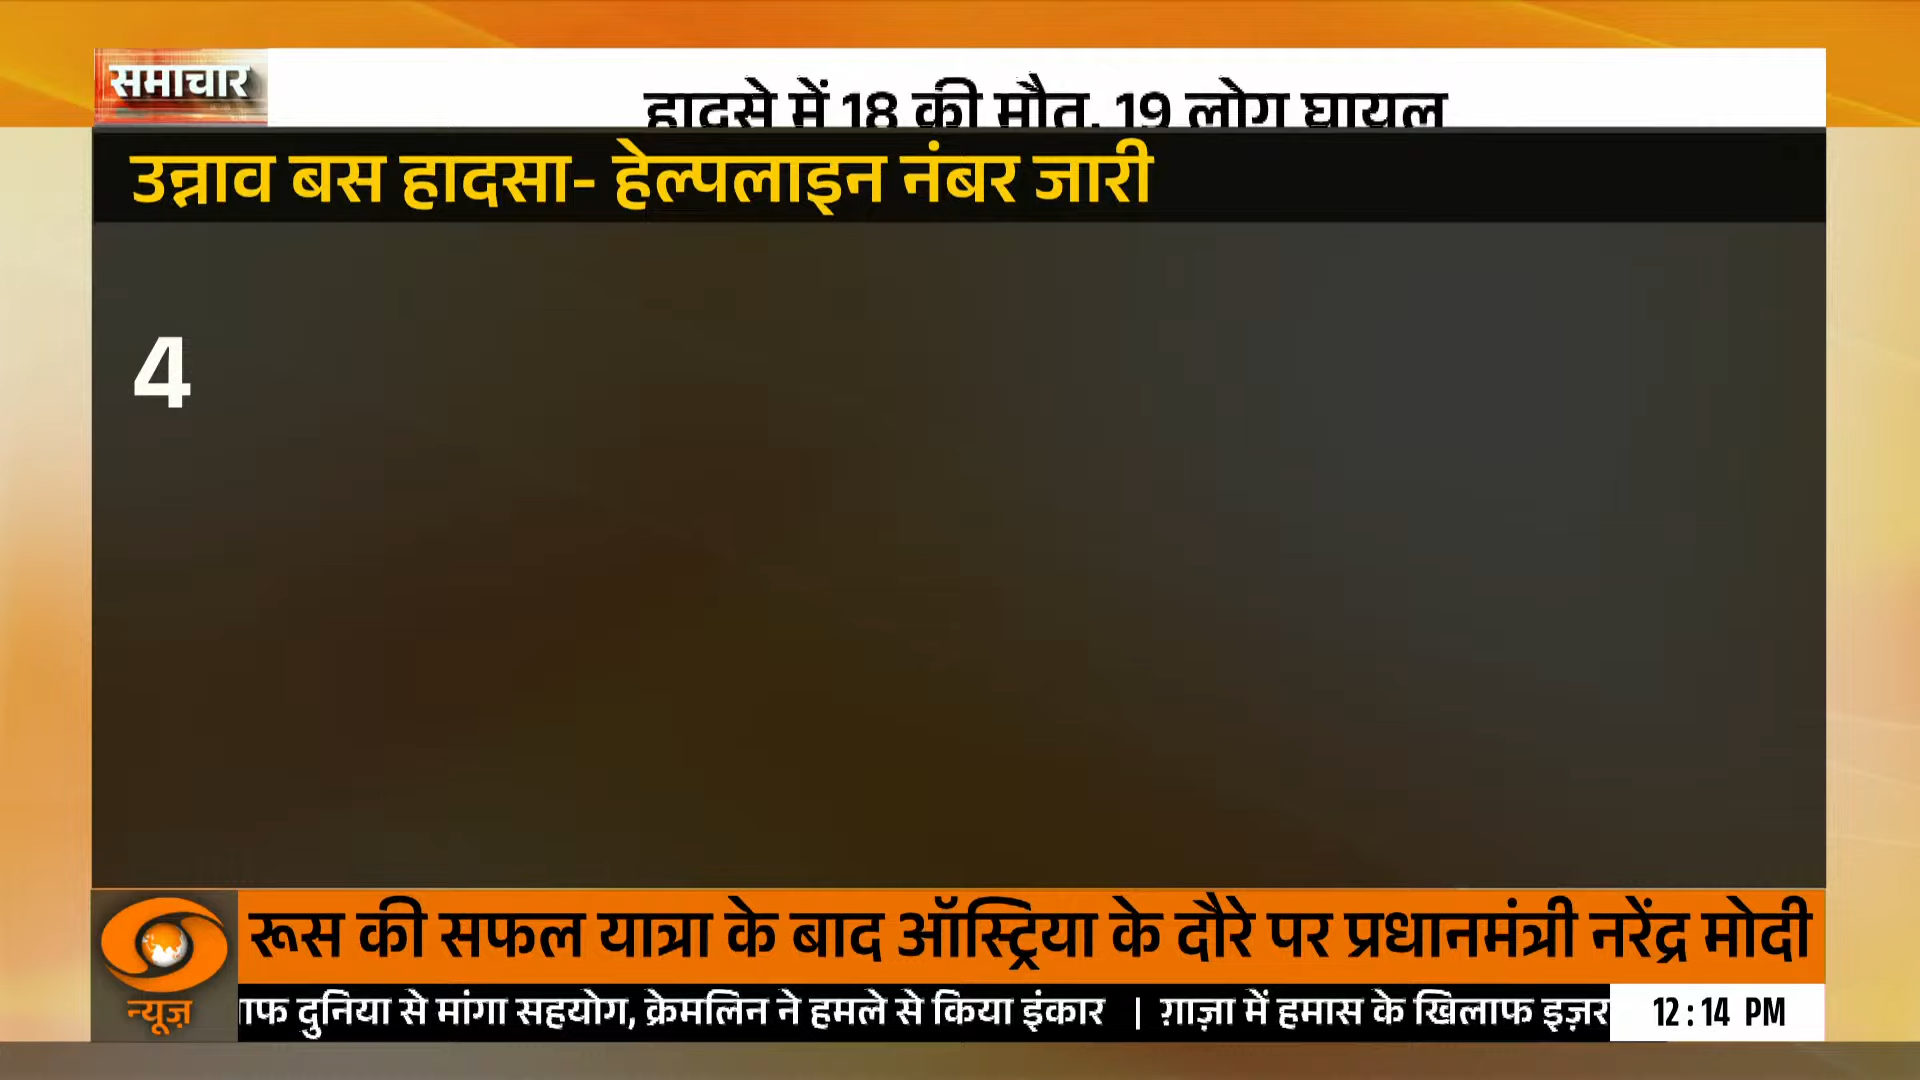 समाचार
हादसे में 18 की मौत, 19 लोग घायल
उन्नाव बस हादसा- हेल्पलाइन नंबर जारी
4
रूस की सफल यात्रा के बाद ऑस्ट्रिया के दौरे पर प्रधानमंत्री नरेंद्र मोदी
न्यूज़
दुनिया से मांगा सहयोग, क्रेमलिन ने हमले से किया इंकार | ग़ाज़ा में हमास के खिलाफ
12:14 PM